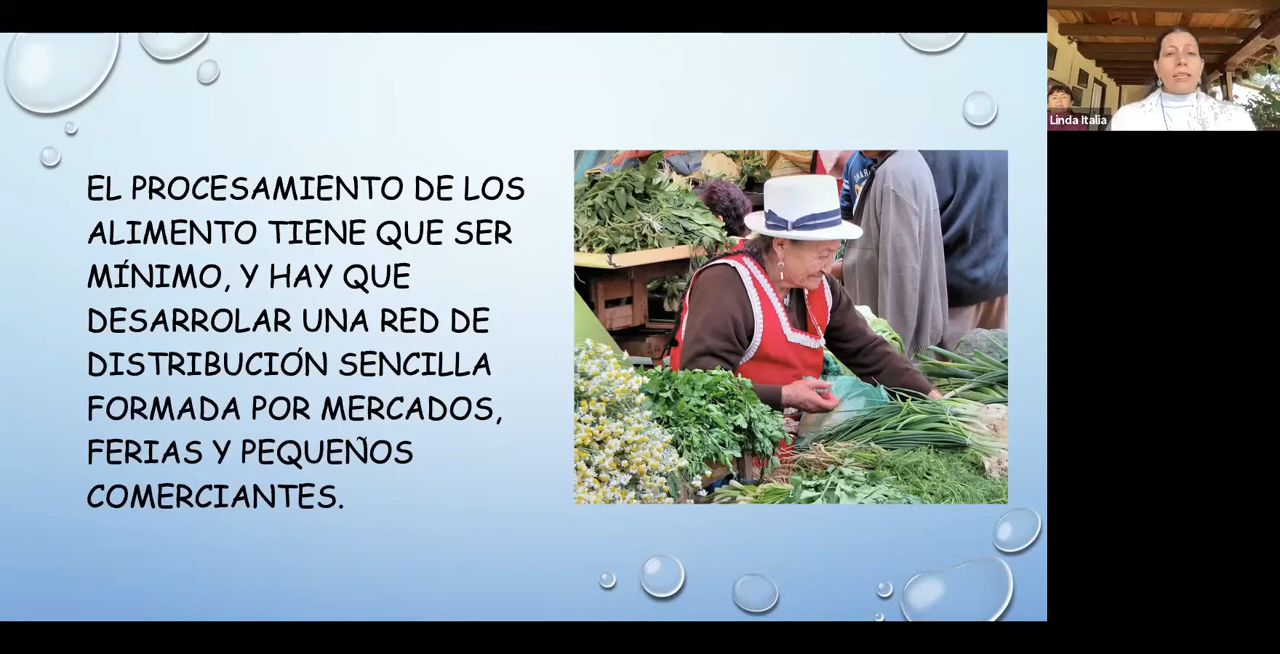 EL PROCESAMIENTO DE LOS
ALIMENTO TIENE QUE SER
MÍNIMO, Y HAY QUE
DESARROLAR UNA RED DE
DISTRIBUCIÓN SENCILLA
FORMADA POR MERCADOS,
FERIAS Y PEQUEÑOS
COMERCIANTES.
Linda Italia